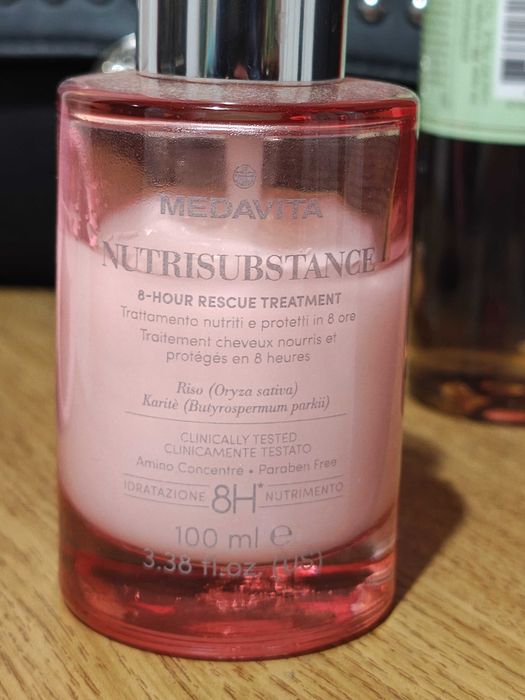 MEDAVITA
NUTRISUBSTANCE
8-HOUR RESCUE TREATMENT
Trattamento nutriti e protetti in 8 ore
Traitement cheveux nourris et
protégés en 8 heures
Riso (Oryza sativa)
Karitè (Butyrospermum parkii)
CLINICALLY TESTED
CLINICAMENTE TESTATO
Amino Concentré • Paraben Free
IDRATAZIONE 8H* NUTRIMENTO
100 ml ℮
3.38 fl.oz (US)